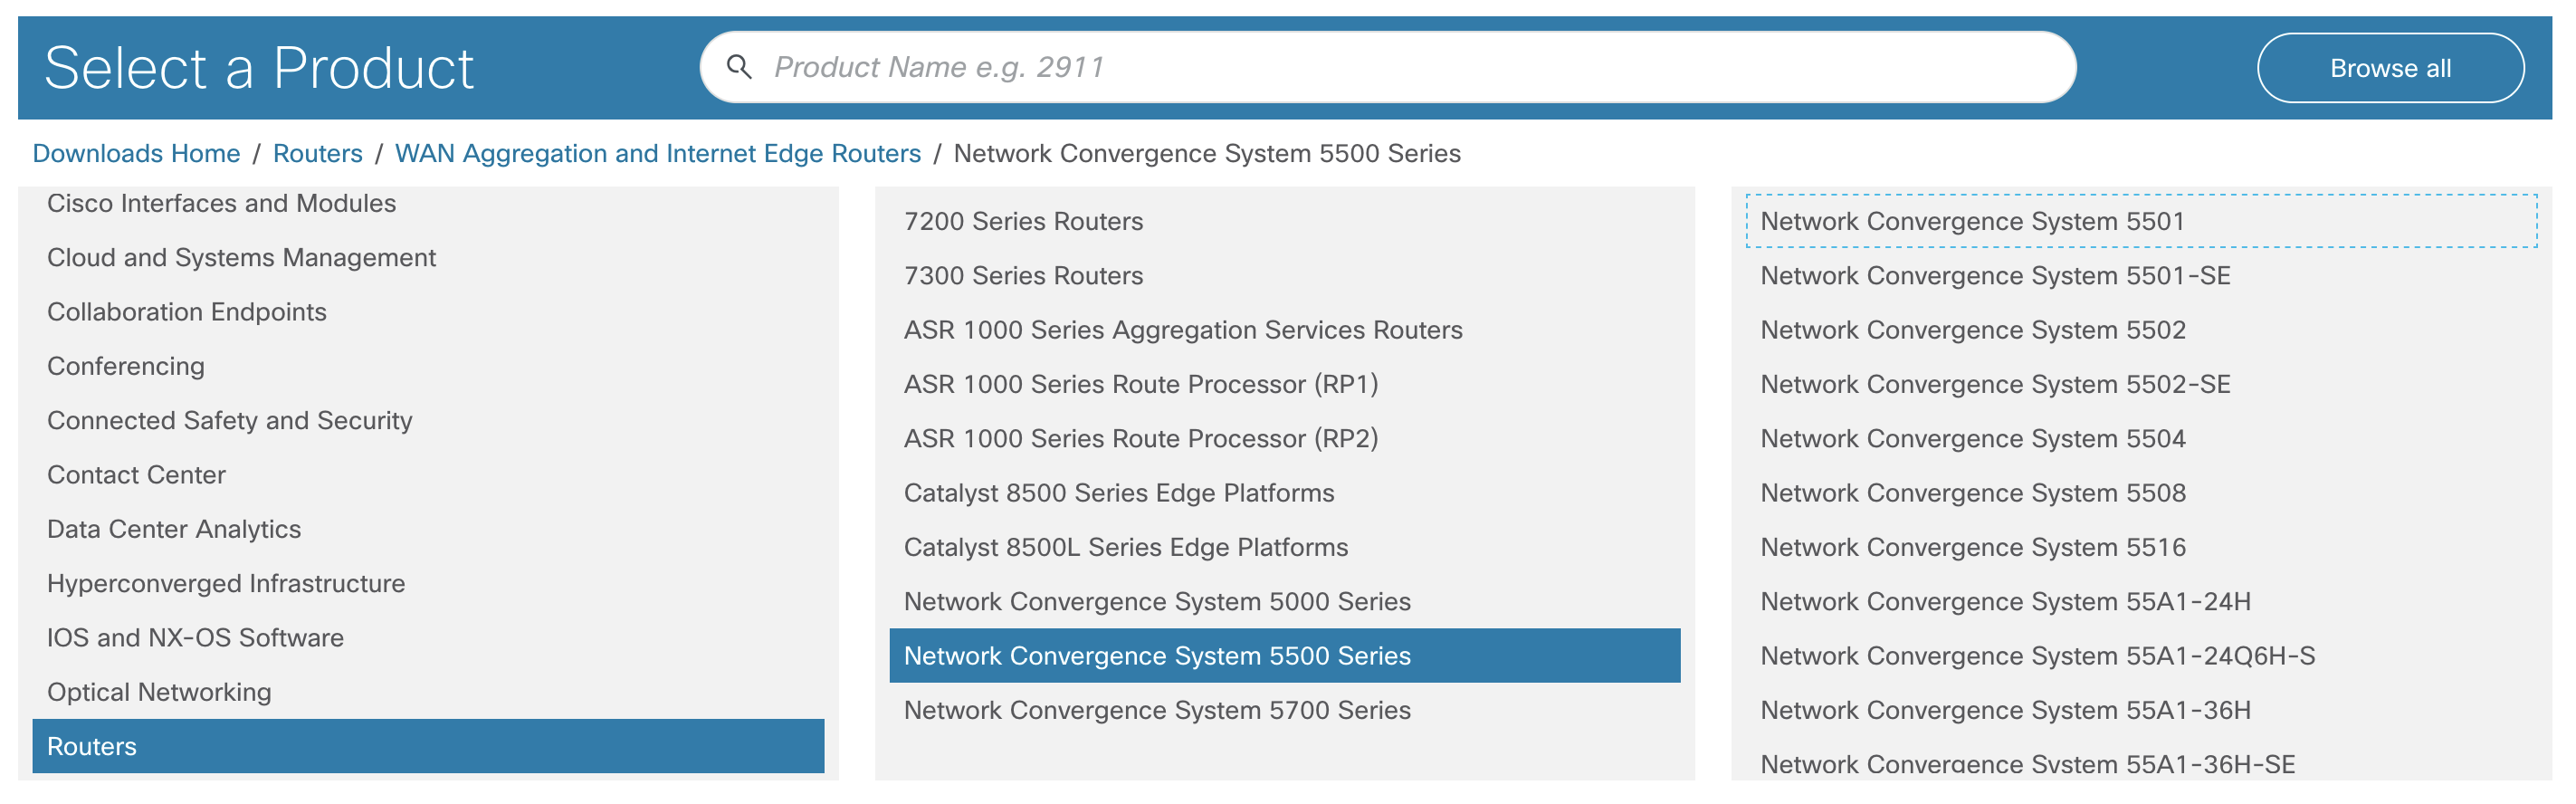 Select a Product
Product Name e.g. 2911
Browse all
Downloads Home / Routers / WAN Aggregation and Internet Edge Routers / Network Convergence System 5500 Series
Cisco Interfaces and Modules
Cloud and Systems Management
Collaboration Endpoints
Conferencing
Connected Safety and Security
Contact Center
Data Center Analytics
Hyperconverged Infrastructure
IOS and NX-OS Software
Optical Networking
Routers
7200 Series Routers
7300 Series Routers
ASR 1000 Series Aggregation Services Routers
ASR 1000 Series Route Processor (RP1)
ASR 1000 Series Route Processor (RP2)
Catalyst 8500 Series Edge Platforms
Catalyst 8500L Series Edge Platforms
Network Convergence System 5000 Series
Network Convergence System 5500 Series
Network Convergence System 5700 Series
Network Convergence System 5501
Network Convergence System 5501-SE
Network Convergence System 5502
Network Convergence System 5502-SE
Network Convergence System 5504
Network Convergence System 5508
Network Convergence System 5516
Network Convergence System 55A1-24H
Network Convergence System 55A1-24Q6H-S
Network Convergence System 55A1-36H
Network Convergence System 55A1-36H-SE